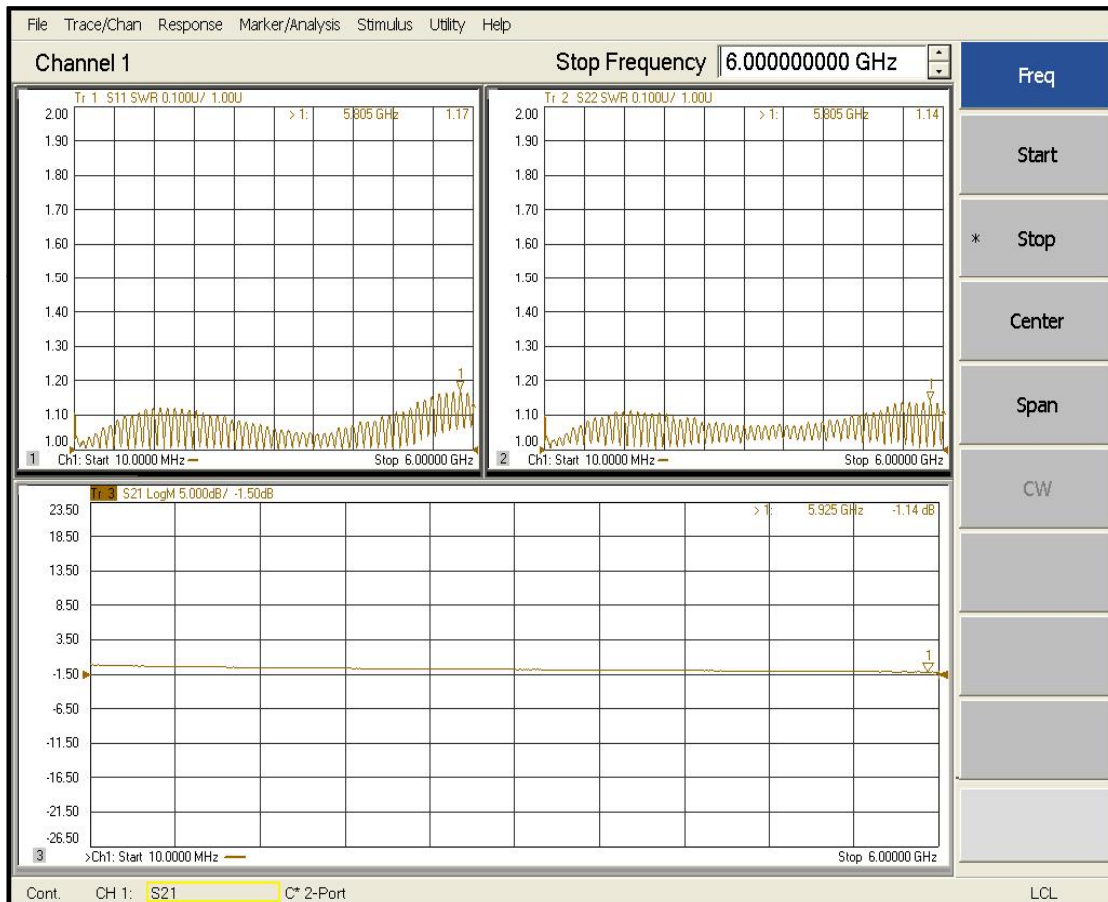 File Trace/Chan Response Marker/Analysis Stimulus Utility Help
Channel 1
Stop Frequency 6.000000000 GHz
Tr 1 S11 SWR 0.100U/ 1.00U
> 1: 5.805 GHz 1.17
2.00
1.90
1.80
1.70
1.60
1.50
1.40
1.30
1.20
1.10
1.00
1
1 Ch1: Start 10.0000 MHz Stop 6.00000 GHz
Tr 2 S22 SWR 0.100U/ 1.00U
> 1: 5.805 GHz 1.14
2.00
1.90
1.80
1.70
1.60
1.50
1.40
1.30
1.20
1.10
1.00
1
2 Ch1: Start 10.0000 MHz Stop 6.00000 GHz
Tr 3 S21 LogM 5.000dB/ -1.50dB
> 1: 5.925 GHz -1.14 dB
23.50
18.50
13.50
8.50
3.50
-1.50
-6.50
-11.50
-16.50
-21.50
-26.50
1
3 >Ch1: Start 10.0000 MHz Stop 6.00000 GHz
Freq
Start
* Stop
Center
Span
CW
Cont. CH 1: S21 C* 2-Port LCL